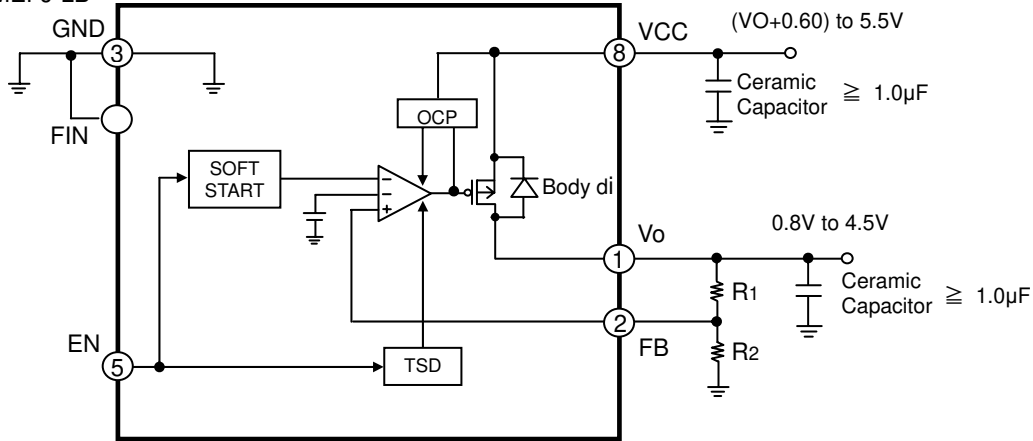 GND
3
FIN
VCC
8
(VO+0.60) to 5.5V
Ceramic
Capacitor ≧ 1.0µF
OCP
SOFT
START
−
−
+
Body di
Vo
1
0.8V to 4.5V
Ceramic
Capacitor ≧ 1.0µF
R1
2
FB
R2
EN
5
TSD